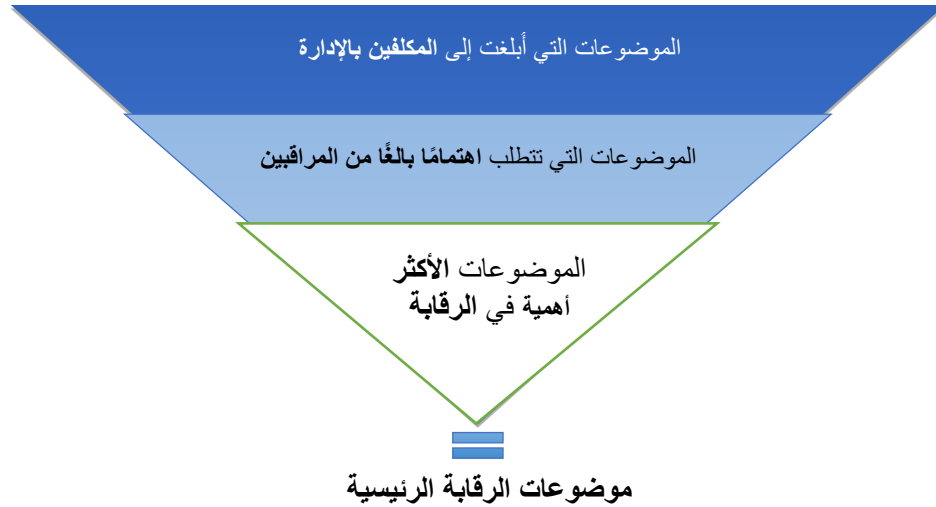 الموضوعات التي أُبلغت إلى المكلفين بالإدارة
الموضوعات التي تتطلب اهتمامًا بالغًا من المراقبين
الموضوعات الأكثر
أهمية في الرقابة
موضوعات الرقابة الرئيسية